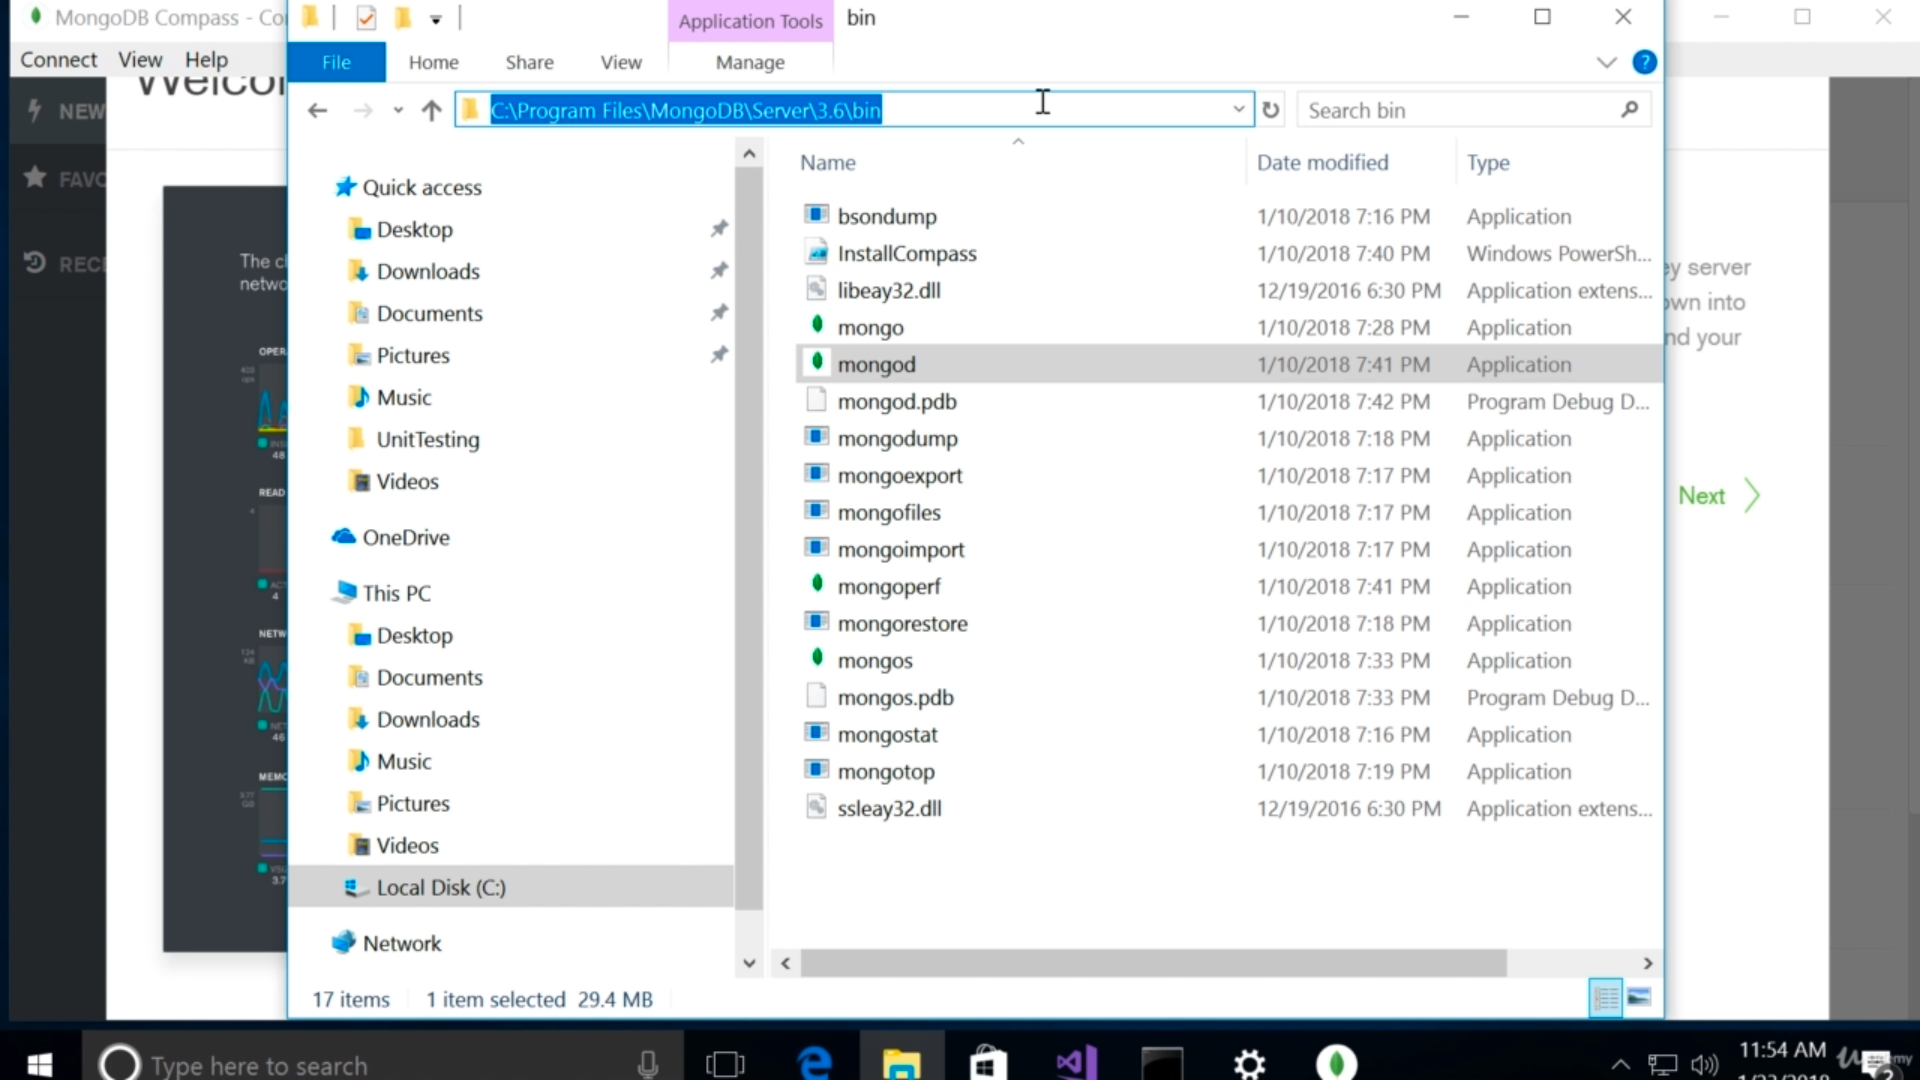 MongoDB Compass - Co
Connect View Help
Welco
NEW
FAVO
RECE
The cl
netwo
OPER
READ
NETW
MEMO
Application Tools
bin
File Home Share View Manage
C:\Program Files\MongoDB\Server\3.6\bin
Search bin
Quick access
Desktop
Downloads
Documents
Pictures
Music
UnitTesting
Videos
OneDrive
This PC
Desktop
Documents
Downloads
Music
Pictures
Videos
Local Disk (C:)
Network
Name Date modified Type
bsondump 1/10/2018 7:16 PM Application
InstallCompass 1/10/2018 7:40 PM Windows PowerSh...
libeay32.dll 12/19/2016 6:30 PM Application extens...
mongo 1/10/2018 7:28 PM Application
mongod 1/10/2018 7:41 PM Application
mongod.pdb 1/10/2018 7:42 PM Program Debug D...
mongodump 1/10/2018 7:18 PM Application
mongoexport 1/10/2018 7:17 PM Application
mongofiles 1/10/2018 7:17 PM Application
mongoimport 1/10/2018 7:17 PM Application
mongoperf 1/10/2018 7:41 PM Application
mongorestore 1/10/2018 7:18 PM Application
mongos 1/10/2018 7:33 PM Application
mongos.pdb 1/10/2018 7:33 PM Program Debug D...
mongostat 1/10/2018 7:16 PM Application
mongotop 1/10/2018 7:19 PM Application
ssleay32.dll 12/19/2016 6:30 PM Application extens...
17 items 1 item selected 29.4 MB
ey server
own into
nd your
Next
Type here to search
11:54 AM